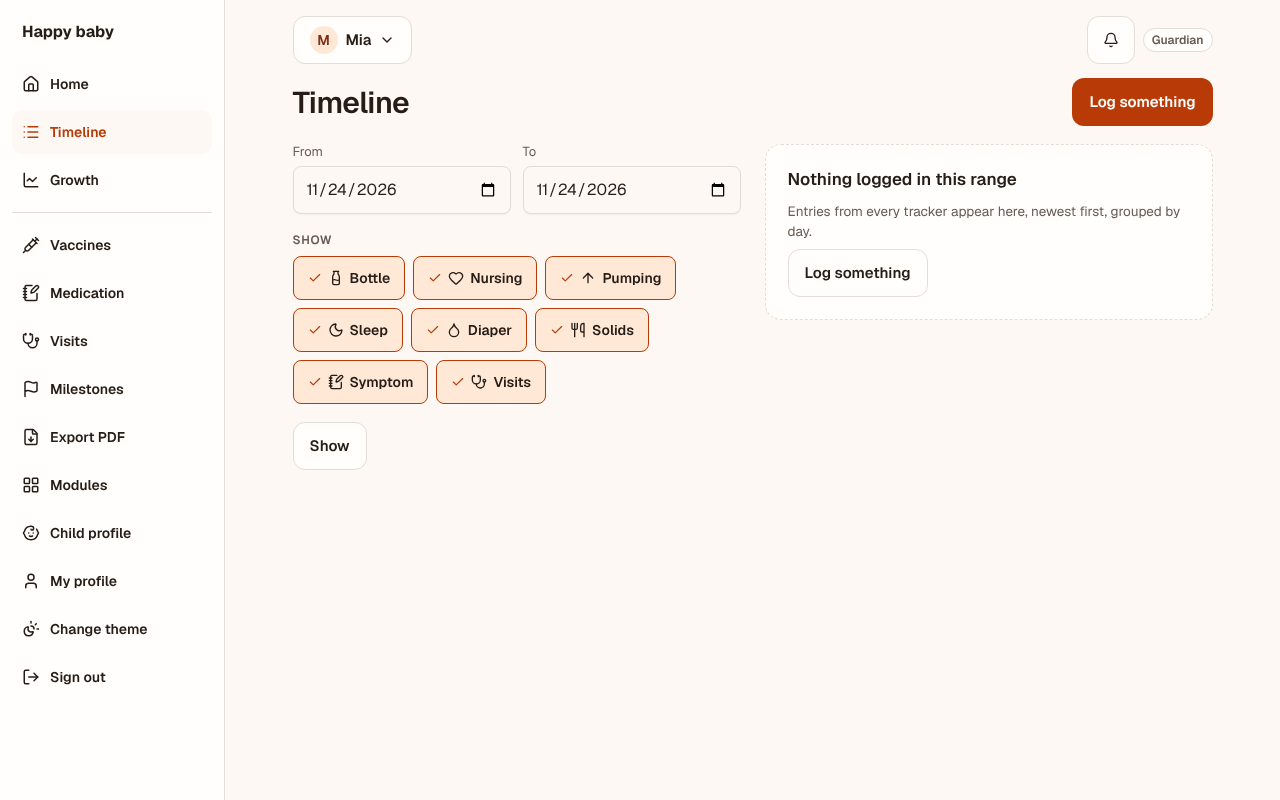 Happy baby
Home
Timeline
Growth
Vaccines
Medication
Visits
Milestones
Export PDF
Modules
Child profile
My profile
Change theme
Sign out
M Mia
Guardian
Timeline
Log something
From
To
11/24/2026
11/24/2026
SHOW
Bottle
Nursing
Pumping
Sleep
Diaper
Solids
Symptom
Visits
Show
Nothing logged in this range
Entries from every tracker appear here, newest first, grouped by
day.
Log something